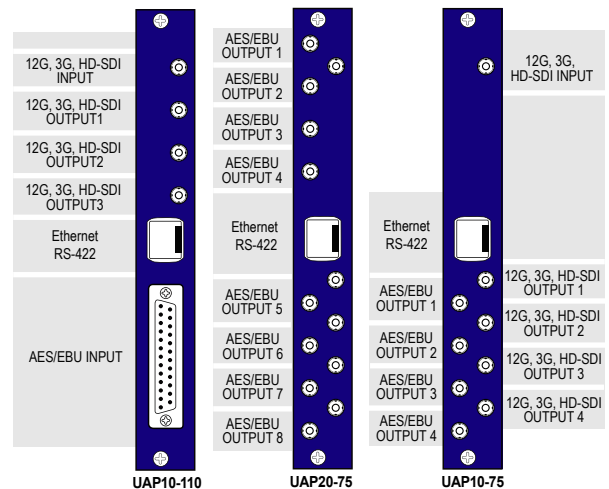 12G, 3G, HD-SDI
INPUT
12G, 3G, HD-SDI
OUTPUT1
12G, 3G, HD-SDI
OUTPUT2
12G, 3G, HD-SDI
OUTPUT3
Ethernet
RS-422
AES/EBU INPUT
UAP10-110
AES/EBU
OUTPUT 1
AES/EBU
OUTPUT 2
AES/EBU
OUTPUT 3
AES/EBU
OUTPUT 4
Ethernet
RS-422
AES/EBU
OUTPUT 5
AES/EBU
OUTPUT 6
AES/EBU
OUTPUT 7
AES/EBU
OUTPUT 8
UAP20-75
Ethernet
RS-422
AES/EBU
OUTPUT 1
AES/EBU
OUTPUT 2
AES/EBU
OUTPUT 3
AES/EBU
OUTPUT 4
12G, 3G,
HD-SDI INPUT
12G, 3G, HD-SDI
OUTPUT 1
12G, 3G, HD-SDI
OUTPUT 2
12G, 3G, HD-SDI
OUTPUT 3
12G, 3G, HD-SDI
OUTPUT 4
UAP10-75